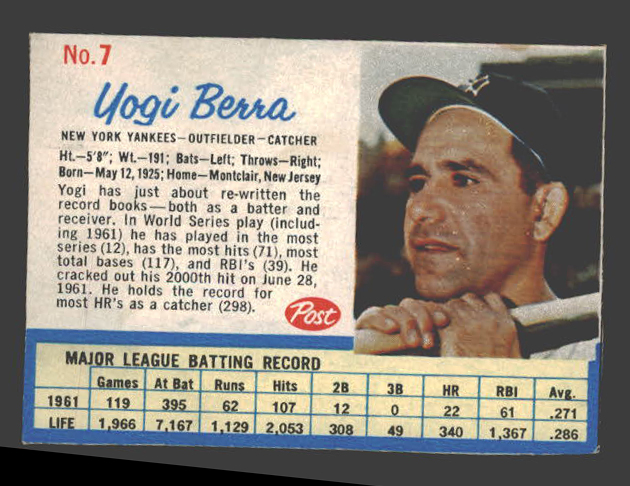 No. 7
Yogi Berra
NEW YORK YANKEES—OUTFIELDER—CATCHER
Ht.—5'8"; Wt.—191; Bats—Left; Throws—Right;
Born—May 12, 1925; Home—Montclair, New Jersey
Yogi has just about re-written the
record books—both as a batter and
receiver. In World Series play (includ-
ing 1961) he has played in the most
series (12), has the most hits (71), most
total bases (117), and RBI's (39). He
cracked out his 2000th hit on June 28,
1961. He holds the record for
most HR's as a catcher (298).
Post
MAJOR LEAGUE BATTING RECORD
Games At Bat Runs Hits 2B 3B HR RBI Avg.
1961 119 395 62 107 12 0 22 61 .271
LIFE 1,966 7,167 1,129 2,053 308 49 340 1,367 .286